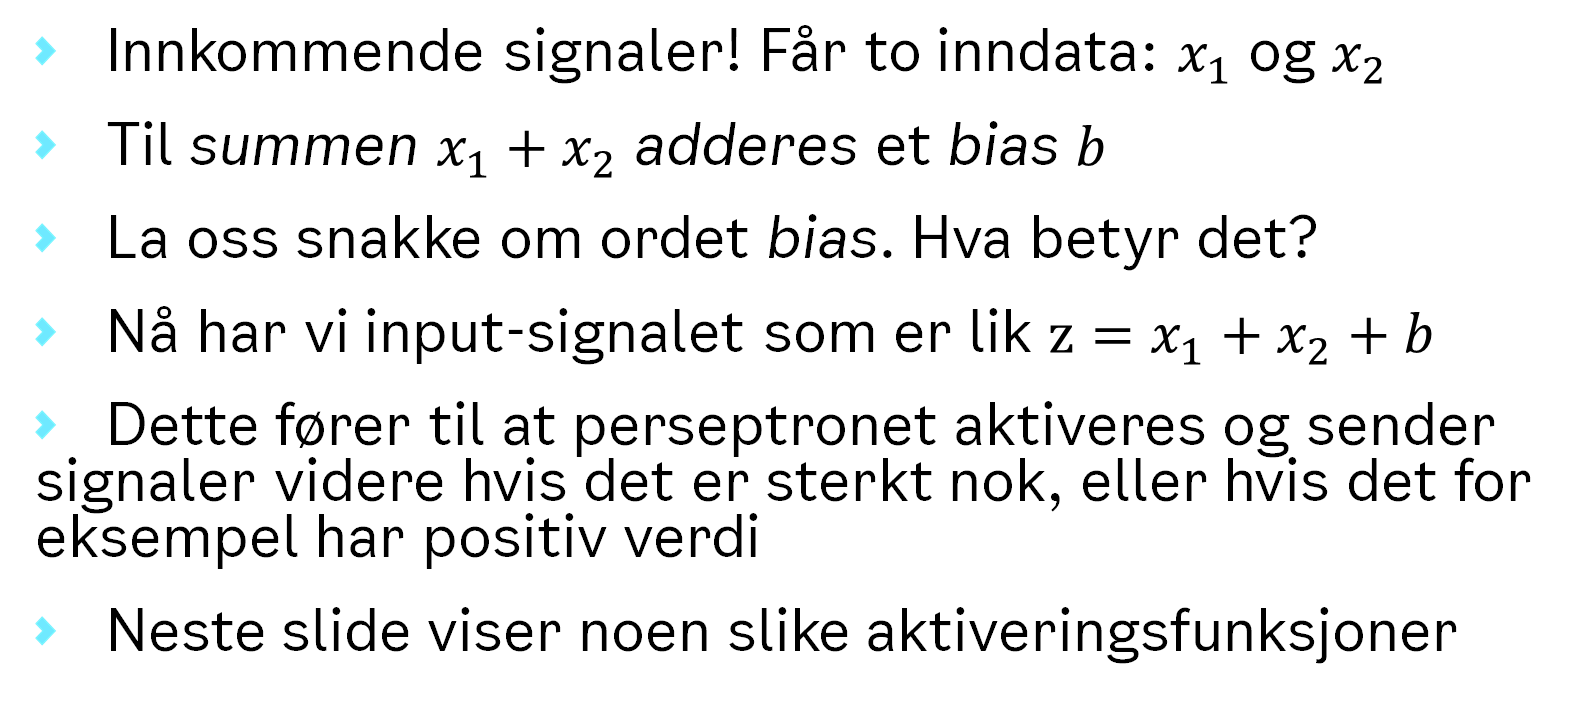 Innkommende signaler! Får to inndata: x₁ og x₂
Til summen x₁ + x₂ adderes et bias b
La oss snakke om ordet bias. Hva betyr det?
Nå har vi input-signalet som er lik z = x₁ + x₂ + b
Dette fører til at perseptronet aktiveres og sender
signaler videre hvis det er sterkt nok, eller hvis det for
eksempel har positiv verdi
Neste slide viser noen slike aktiveringsfunksjoner